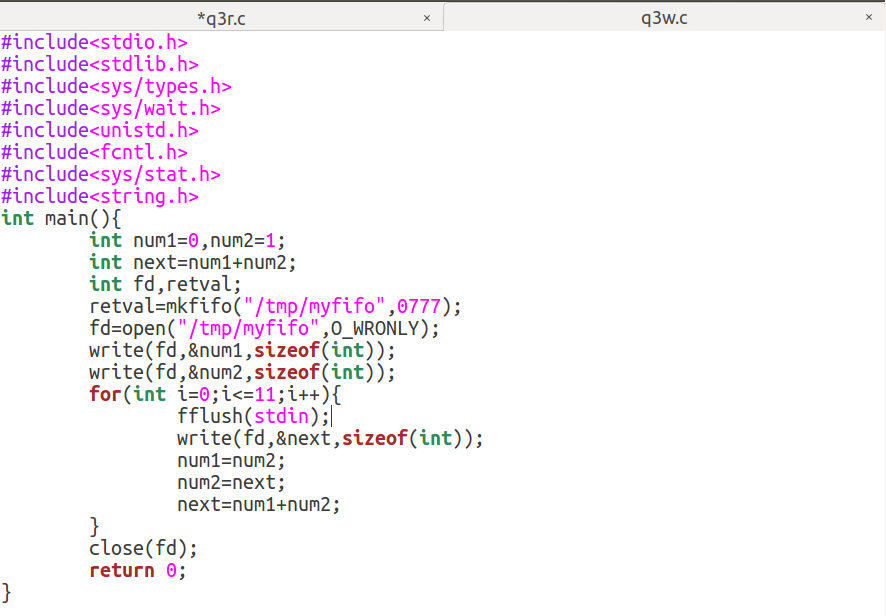 *q3r.c × q3w.c ×
#include<stdio.h>
#include<stdlib.h>
#include<sys/types.h>
#include<sys/wait.h>
#include<unistd.h>
#include<fcntl.h>
#include<sys/stat.h>
#include<string.h>
int main(){
        int num1=0,num2=1;
        int next=num1+num2;
        int fd,retval;
        retval=mkfifo("/tmp/myfifo",0777);
        fd=open("/tmp/myfifo",O_WRONLY);
        write(fd,&num1,sizeof(int));
        write(fd,&num2,sizeof(int));
        for(int i=0;i<=11;i++){
                fflush(stdin);
                write(fd,&next,sizeof(int));
                num1=num2;
                num2=next;
                next=num1+num2;
        }
        close(fd);
        return 0;
}